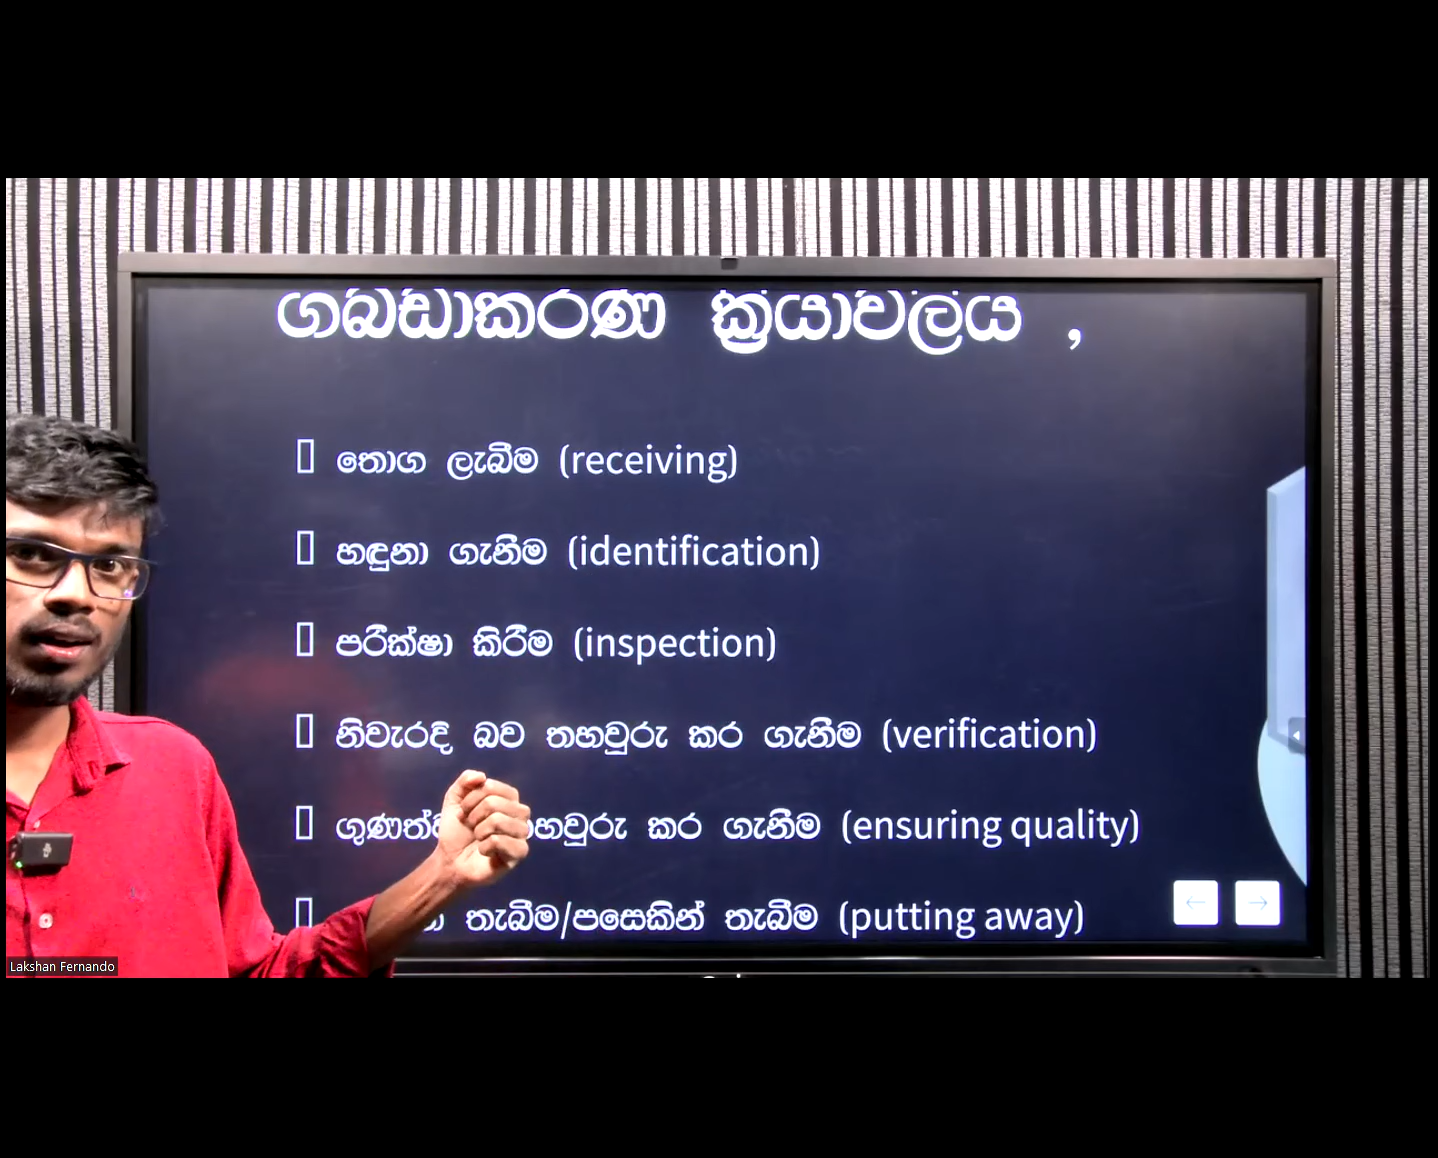 ගබඩාකරණ ක්‍රියාවලිය ,
තොග ලැබීම (receiving)
හඳුනා ගැනීම (identification)
පරීක්ෂා කිරීම (inspection)
නිවැරදි බව තහවුරු කර ගැනීම (verification)
කර ගැනීම (ensuring quality)
තැබීම/පසෙකින් තැබීම (putting away)
Lakshan Fernando